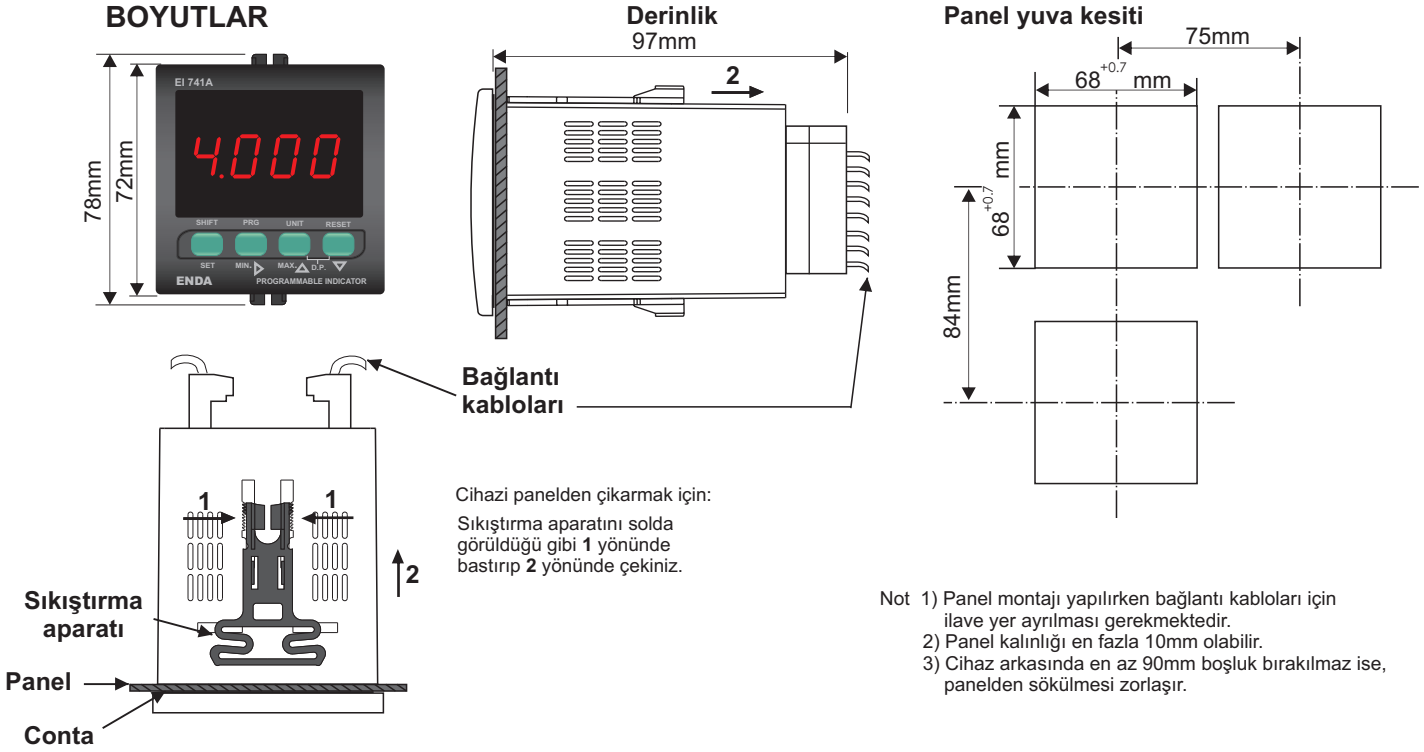 BOYUTLAR
78mm
72mm
EI 741A
4.000
SHIFT PRG UNIT RESET
SET MIN. MAX. D.P.
ENDA PROGRAMMABLE INDICATOR
Derinlik
97mm
2
Panel yuva kesiti
75mm
68+0.7 mm
68+0.7 mm
84mm
Bağlantı
kabloları
1 1
2
Sıkıştırma
aparatı
Panel
Conta
Cihazi panelden çikarmak için:
Sıkıştırma aparatını solda
görüldüğü gibi 1 yönünde
bastırıp 2 yönünde çekiniz.
Not 1) Panel montajı yapılırken bağlantı kabloları için
ilave yer ayrılması gerekmektedir.
2) Panel kalınlığı en fazla 10mm olabilir.
3) Cihaz arkasında en az 90mm boşluk bırakılmaz ise,
panelden sökülmesi zorlaşır.